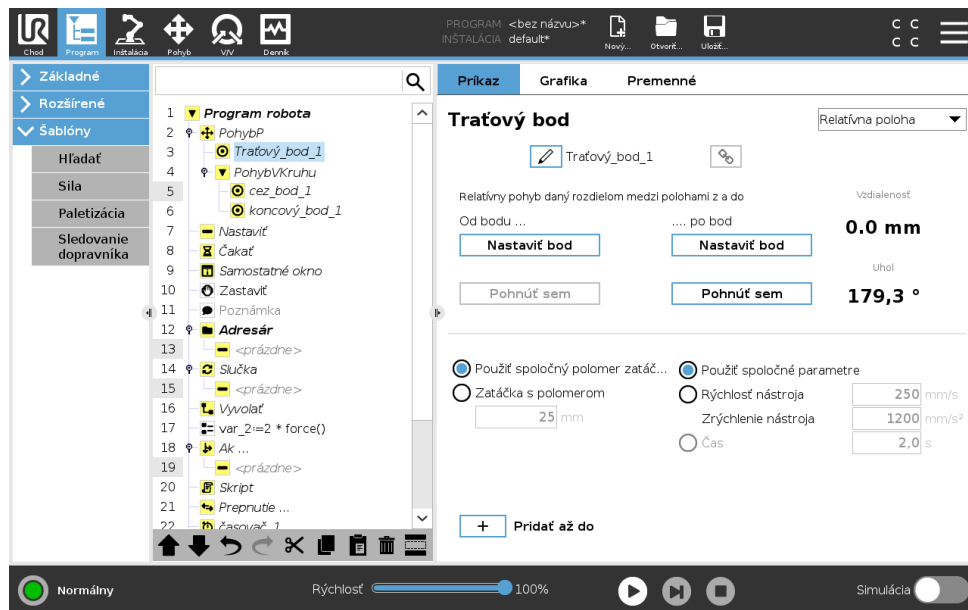 PROGRAM <bez názvu>*
INŠTALÁCIA default*
Chod
Program
Inštalácia
Pohyb
V/V
Denník
Nový...
Otvoriť...
Uložiť...
C C
C C
Základné
Rozšírené
Šablóny
Hľadať
Sila
Paletizácia
Sledovanie
dopravníka
1 Program robota
2 PohybP
3 Traťový_bod_1
4 PohybVKruhu
5 cez_bod_1
6 koncový_bod_1
7 Nastaviť
8 Čakať
9 Samostatné okno
10 Zastaviť
11 Poznámka
12 Adresár
13 <prázdne>
14 Slučka
15 <prázdne>
16 Vyvolať
17 var_2:=2 * force()
18 Ak ...
19 <prázdne>
20 Skript
21 Prepnutie ...
22 časovač_1
Príkaz
Grafika
Premenné
Traťový bod
Relatívna poloha
Traťový_bod_1
Relatívny pohyb daný rozdielom medzi polohami z a do
Od bodu ...
.... po bod
Nastaviť bod
Nastaviť bod
Pohnúť sem
Pohnúť sem
Vzdialenosť
0.0 mm
Uhol
179,3 °
Použiť spoločný polomer zatáč...
Zatáčka s polomerom
25 mm
Použiť spoločné parametre
Rýchlosť nástroja 250 mm/s
Zrýchlenie nástroja 1200 mm/s²
Čas 2,0 s
+ Pridať až do
Normálny
Rýchlosť
100%
Simulácia